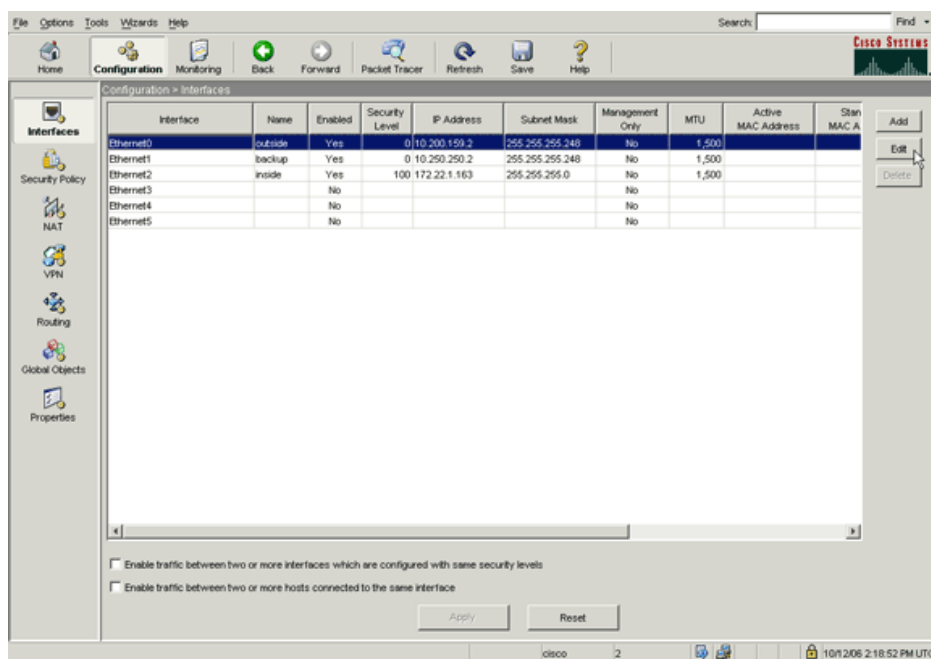 File Options Tools Wizards Help Search: Find
Home Configuration Monitoring Back Forward Packet Tracer Refresh Save Help
CISCO SYSTEMS
Configuration > Interfaces
Interfaces
Security Policy
NAT
VPN
Routing
Global Objects
Properties
Interface Name Enabled Security Level IP Address Subnet Mask Management Only MTU Active MAC Address Stan MAC A
Ethernet0 outside Yes 0 10.200.159.2 255.255.255.248 No 1,500
Ethernet1 backup Yes 0 10.250.250.2 255.255.255.248 No 1,500
Ethernet2 inside Yes 100 172.22.1.163 255.255.255.0 No 1,500
Ethernet3 No No
Ethernet4 No No
Ethernet5 No No
Add
Edit
Delete
Enable traffic between two or more interfaces which are configured with same security levels
Enable traffic between two or more hosts connected to the same interface
Apply Reset
cisco 2 10/12/06 2:18:52 PM UTC